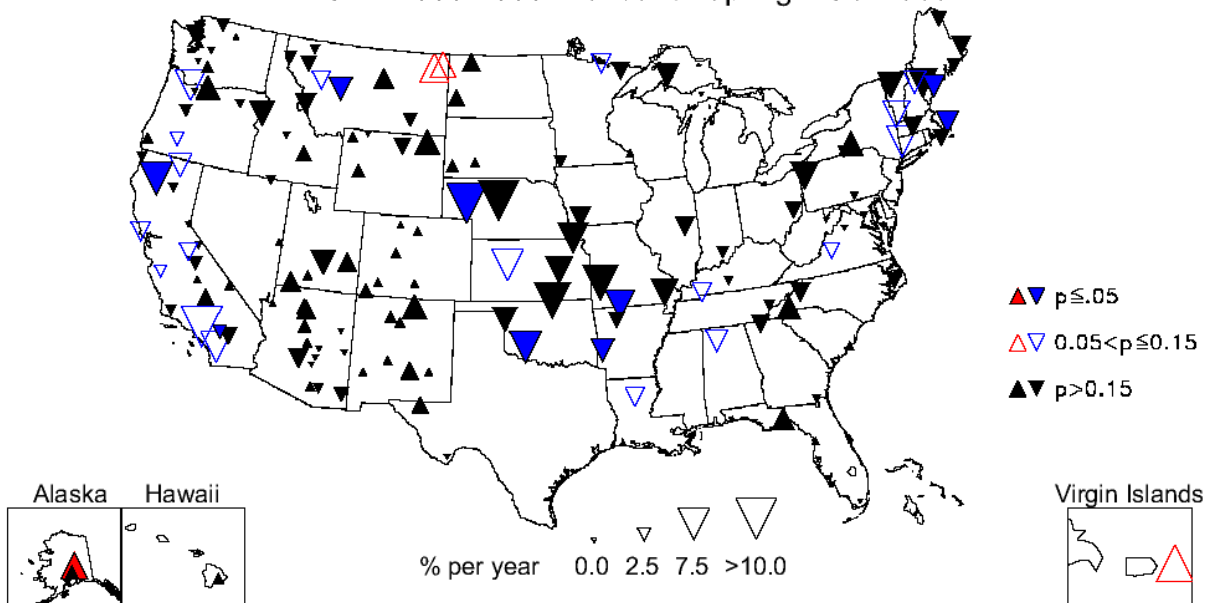 p≤.05
0.05<p≤0.15
p>0.15
Alaska Hawaii
Virgin Islands
% per year 0.0 2.5 7.5 >10.0